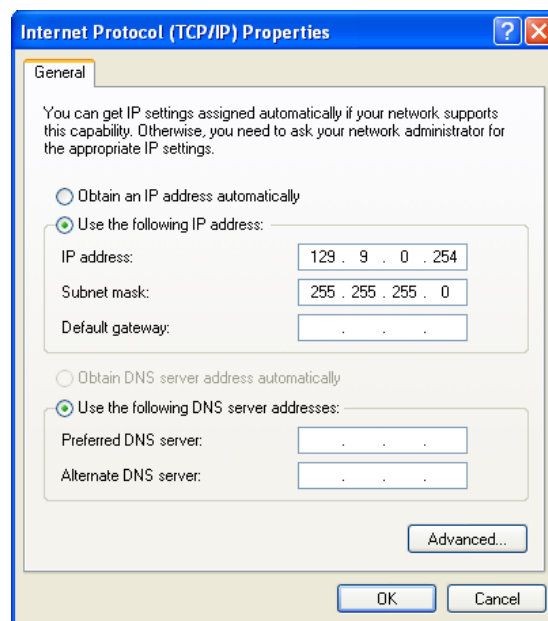 Internet Protocol (TCP/IP) Properties
General
You can get IP settings assigned automatically if your network supports
this capability. Otherwise, you need to ask your network administrator for
the appropriate IP settings.
Obtain an IP address automatically
Use the following IP address:
IP address: 129 . 9 . 0 . 254
Subnet mask: 255 . 255 . 255 . 0
Default gateway: . . .
Obtain DNS server address automatically
Use the following DNS server addresses:
Preferred DNS server: . . .
Alternate DNS server: . . .
Advanced...
OK Cancel